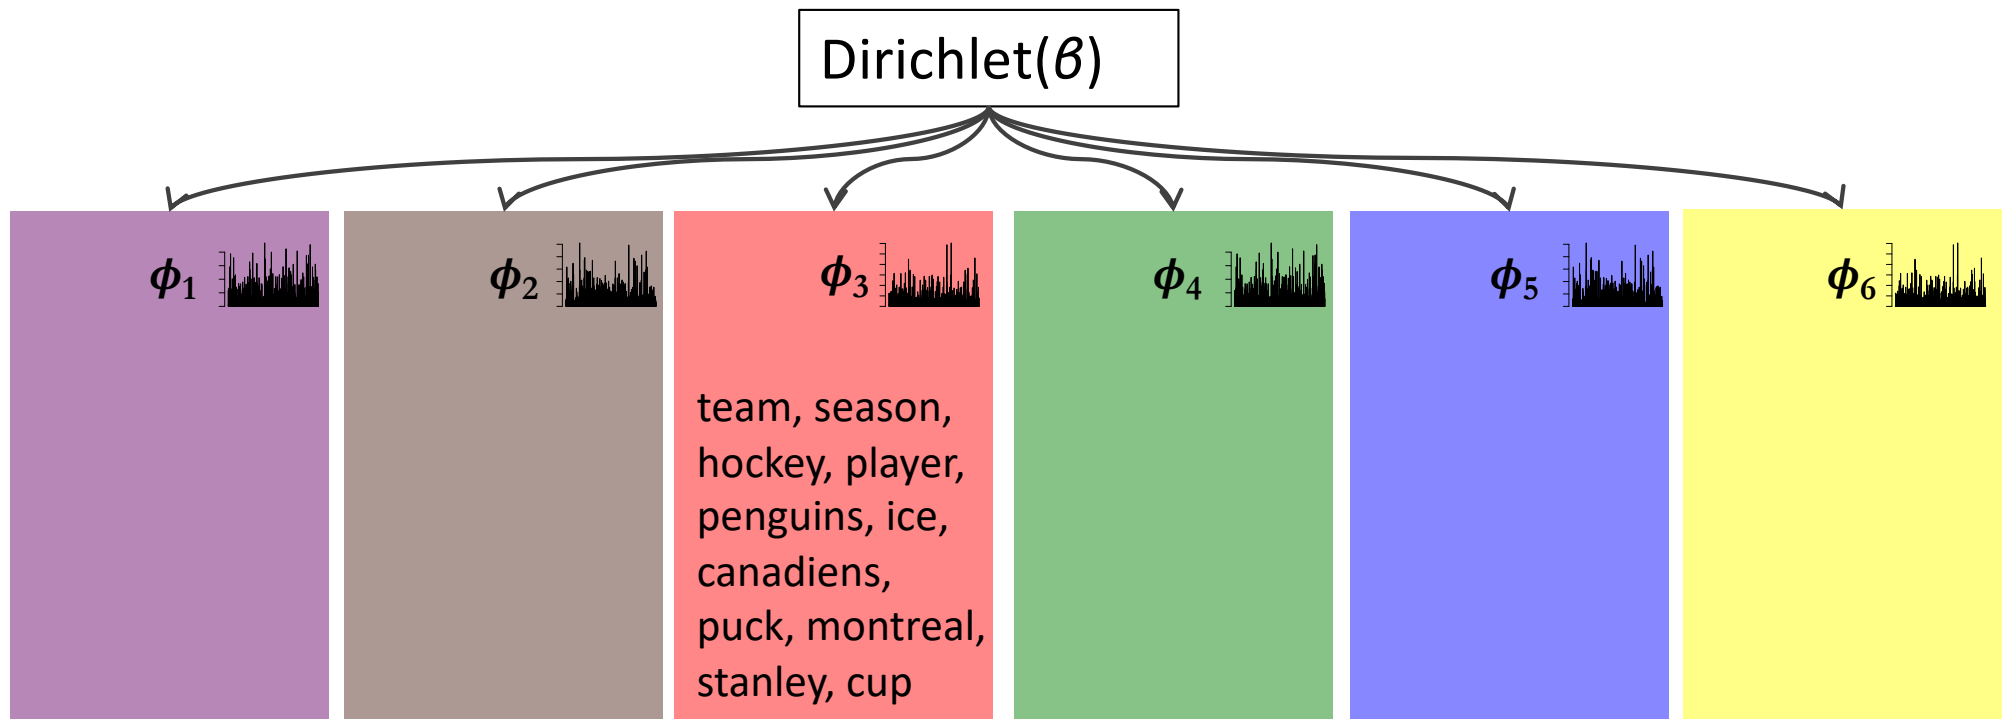 Dirichlet(β)
ϕ₁
ϕ₂
ϕ₃
ϕ₄
ϕ₅
ϕ₆
team, season,
hockey, player,
penguins, ice,
canadiens,
puck, montreal,
stanley, cup